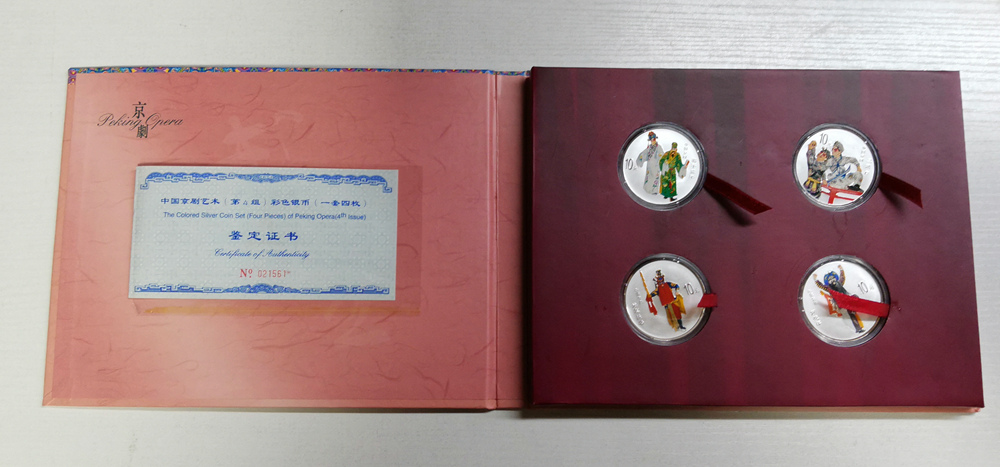 京劇
Peking Opera
中国京剧艺术(第4组)彩色银币(一套四枚)
The Colored Silver Coin Set (Four Pieces) of Peking Opera(4th issue)
鉴定证书
Certificate of Authenticity
Nº 021561*
10
10
10
10